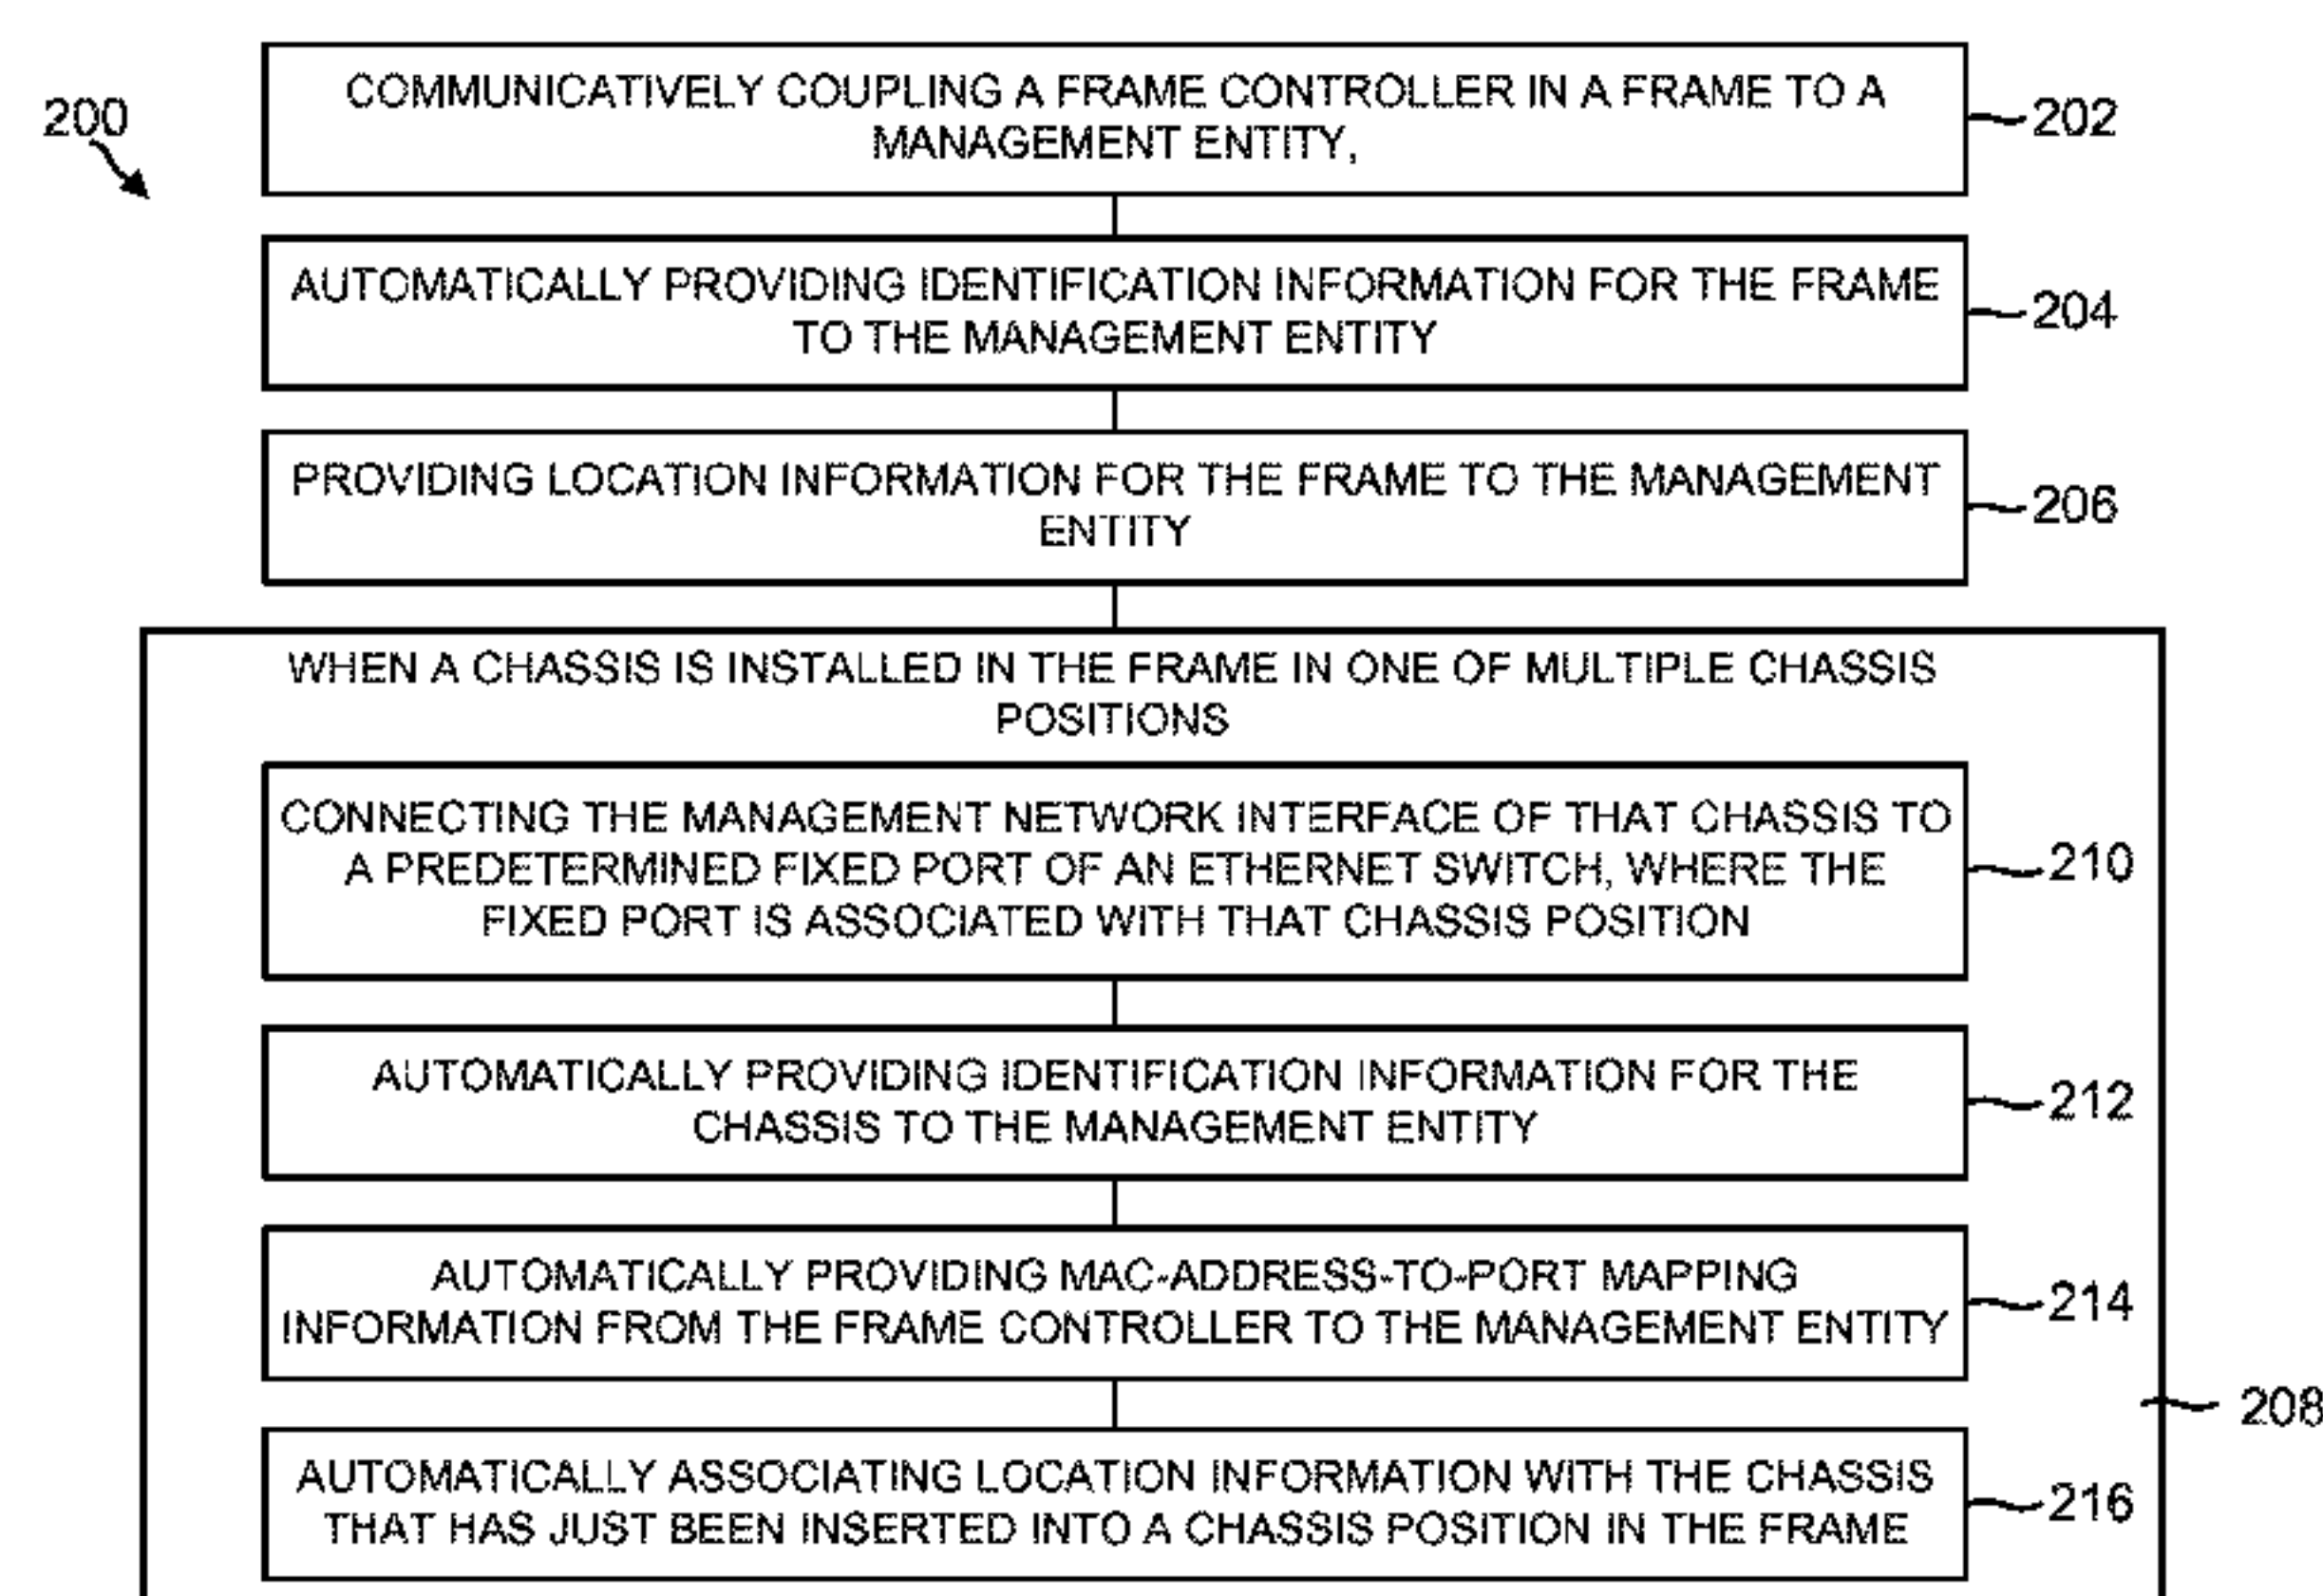 200
COMMUNICATIVELY COUPLING A FRAME CONTROLLER IN A FRAME TO A
MANAGEMENT ENTITY,
202
AUTOMATICALLY PROVIDING IDENTIFICATION INFORMATION FOR THE FRAME
TO THE MANAGEMENT ENTITY
204
PROVIDING LOCATION INFORMATION FOR THE FRAME TO THE MANAGEMENT
ENTITY
206
WHEN A CHASSIS IS INSTALLED IN THE FRAME IN ONE OF MULTIPLE CHASSIS
POSITIONS
CONNECTING THE MANAGEMENT NETWORK INTERFACE OF THAT CHASSIS TO
A PREDETERMINED FIXED PORT OF AN ETHERNET SWITCH, WHERE THE
FIXED PORT IS ASSOCIATED WITH THAT CHASSIS POSITION
210
AUTOMATICALLY PROVIDING IDENTIFICATION INFORMATION FOR THE
CHASSIS TO THE MANAGEMENT ENTITY
212
AUTOMATICALLY PROVIDING MAC-ADDRESS-TO-PORT MAPPING
INFORMATION FROM THE FRAME CONTROLLER TO THE MANAGEMENT ENTITY
214
208
AUTOMATICALLY ASSOCIATING LOCATION INFORMATION WITH THE CHASSIS
THAT HAS JUST BEEN INSERTED INTO A CHASSIS POSITION IN THE FRAME
216